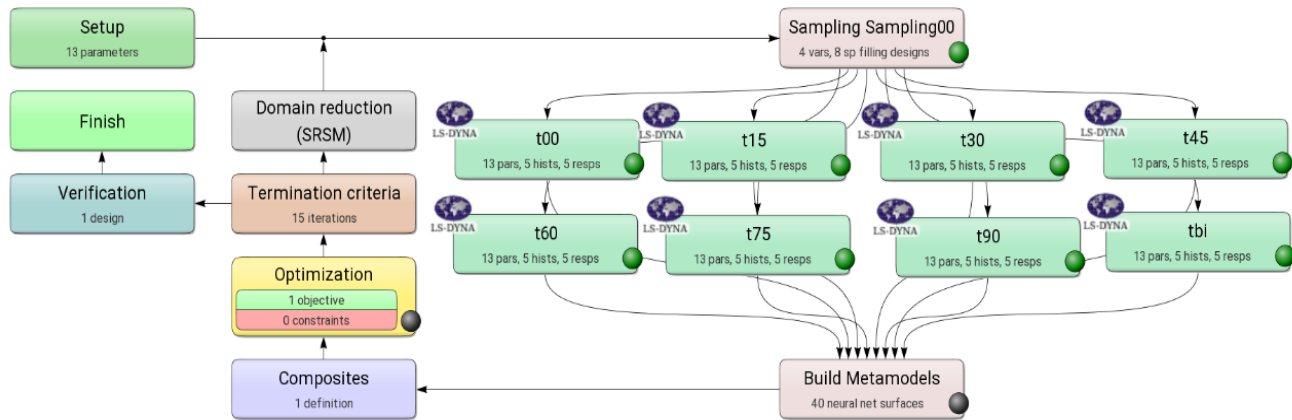 Setup
13 parameters
Sampling Sampling00
4 vars, 8 sp filling designs
Finish
Domain reduction
(SRSM)
LS-DYNA
t00
13 pars, 5 hists, 5 resps
LS-DYNA
t15
13 pars, 5 hists, 5 resps
LS-DYNA
t30
13 pars, 5 hists, 5 resps
LS-DYNA
t45
13 pars, 5 hists, 5 resps
Verification
1 design
Termination criteria
15 iterations
LS-DYNA
t60
13 pars, 5 hists, 5 resps
LS-DYNA
t75
13 pars, 5 hists, 5 resps
LS-DYNA
t90
13 pars, 5 hists, 5 resps
LS-DYNA
tbi
13 pars, 5 hists, 5 resps
Optimization
1 objective
0 constraints
Composites
1 definition
Build Metamodels
40 neural net surfaces